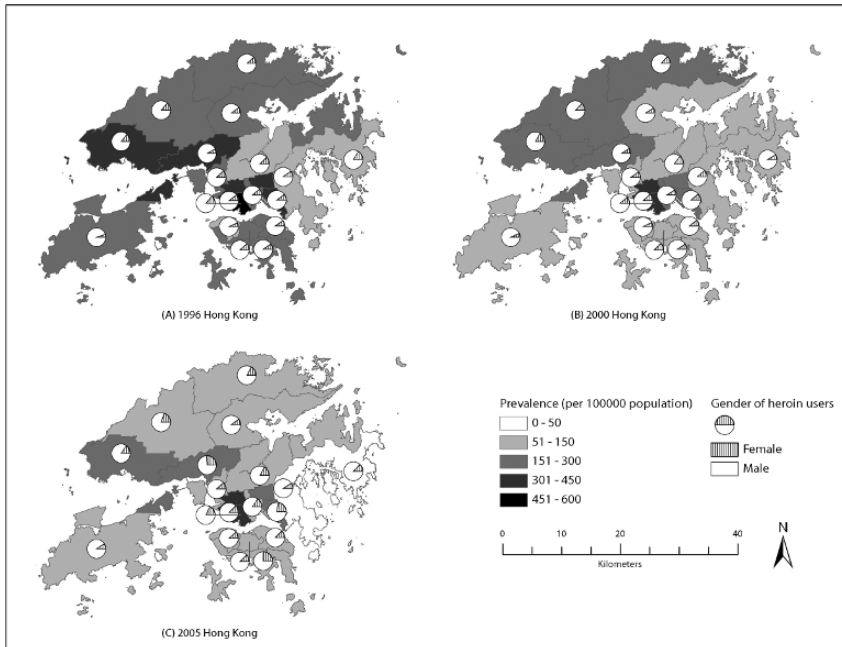 (A) 1996 Hong Kong
(B) 2000 Hong Kong
(C) 2005 Hong Kong
Prevalence (per 100000 population)
0 - 50
51 - 150
151 - 300
301 - 450
451 - 600
Gender of heroin users
Female
Male
N
0 10 20 40
Kilometers